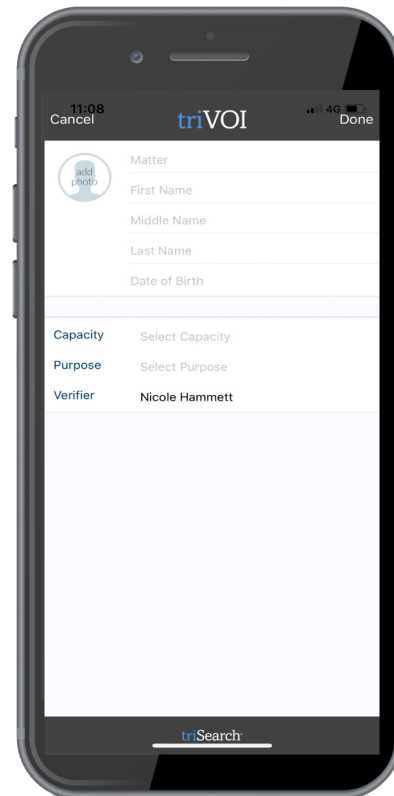 11:08 4G
Cancel triVOI Done
add photo
Matter
First Name
Middle Name
Last Name
Date of Birth
Capacity Select Capacity
Purpose Select Purpose
Verifier Nicole Hammett
triSearch